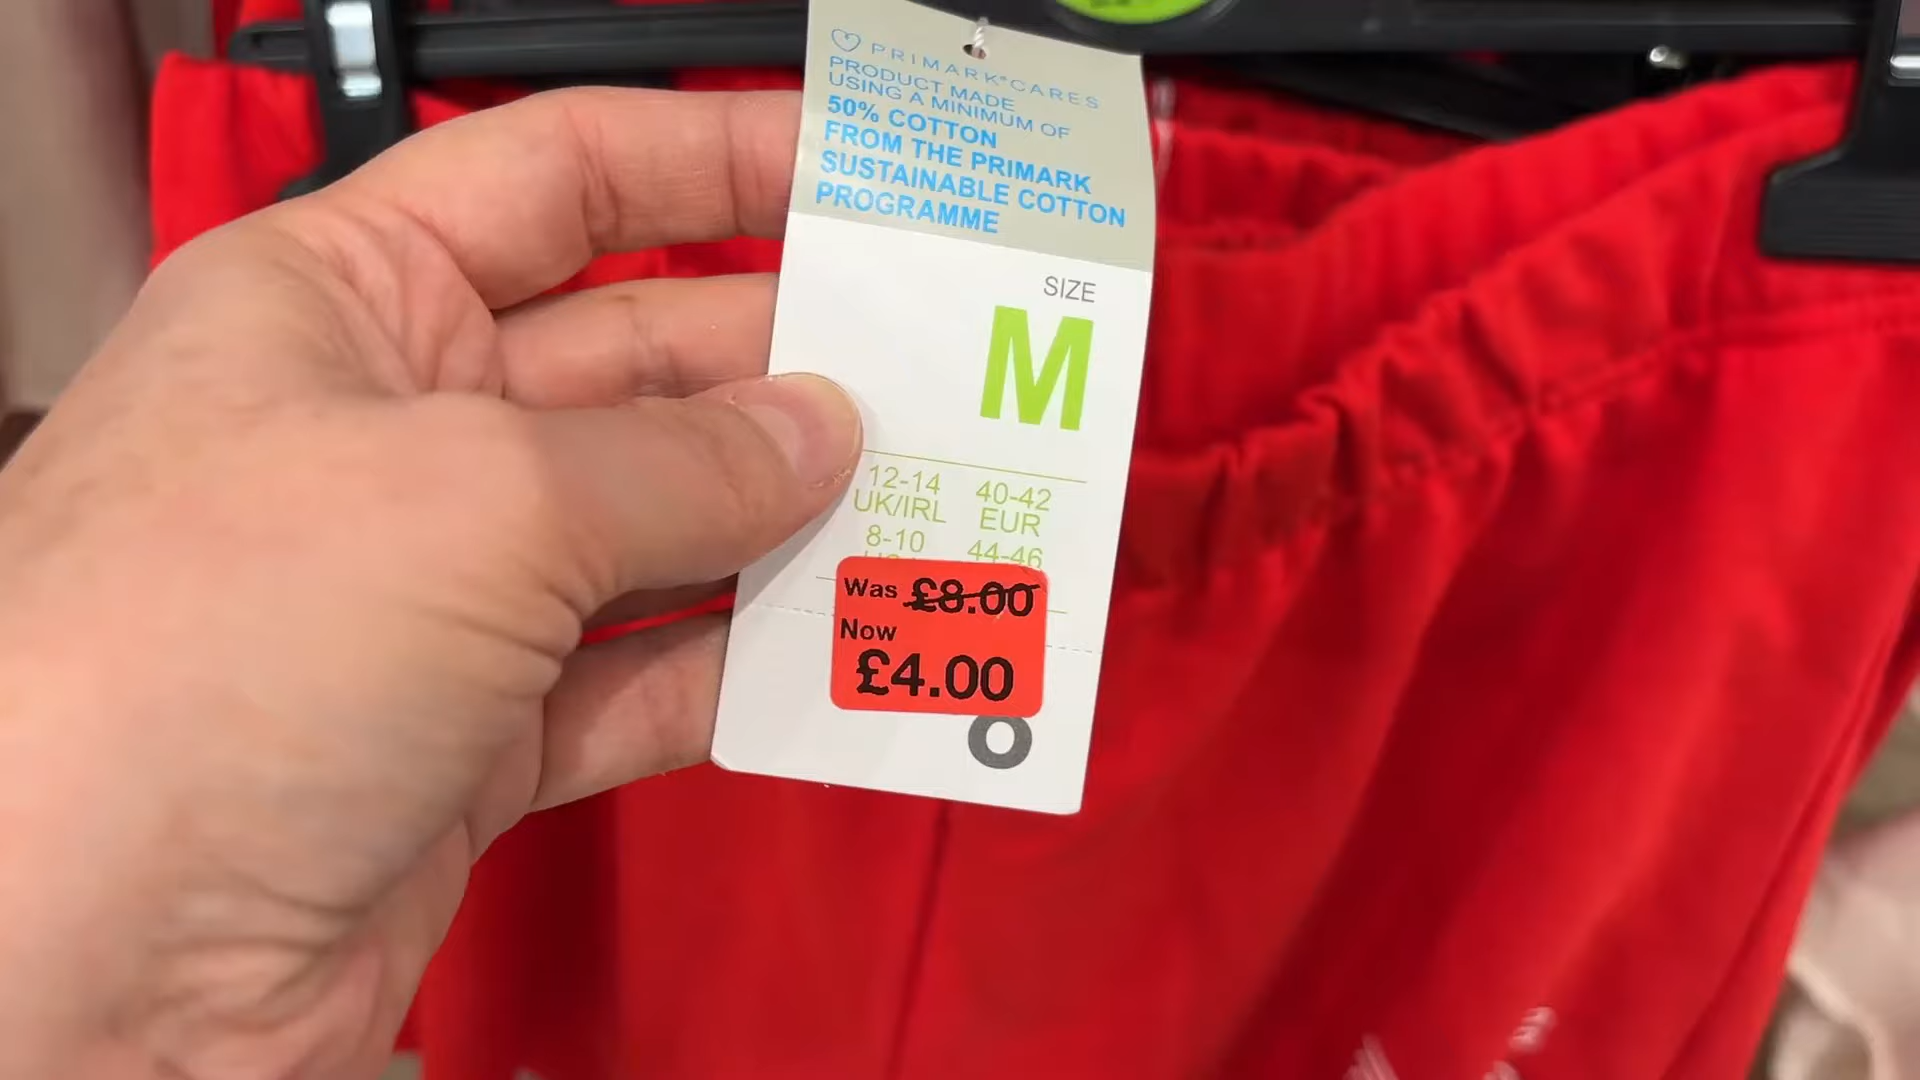 PRIMARK®CARES
PRODUCT MADE
USING A MINIMUM OF
50% COTTON
FROM THE PRIMARK
SUSTAINABLE COTTON
PROGRAMME
SIZE
M
12-14 40-42
UK/IRL EUR
8-10 44-46
Was £8.00
Now
£4.00